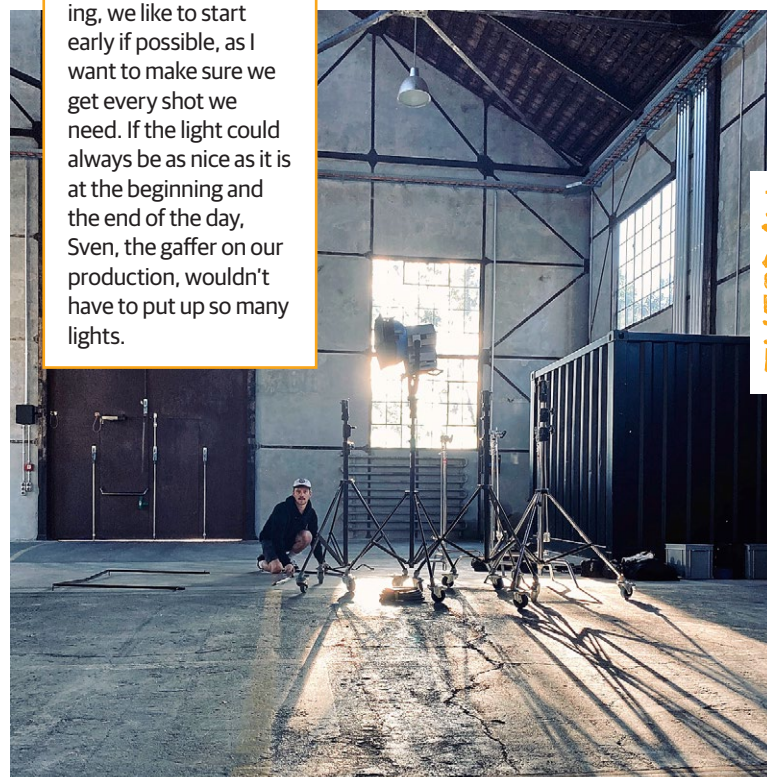 ing, we like to start
early if possible, as I
want to make sure we
get every shot we
need. If the light could
always be as nice as it is
at the beginning and
the end of the day,
Sven, the gaffer on our
production, wouldn't
have to put up so many
lights.